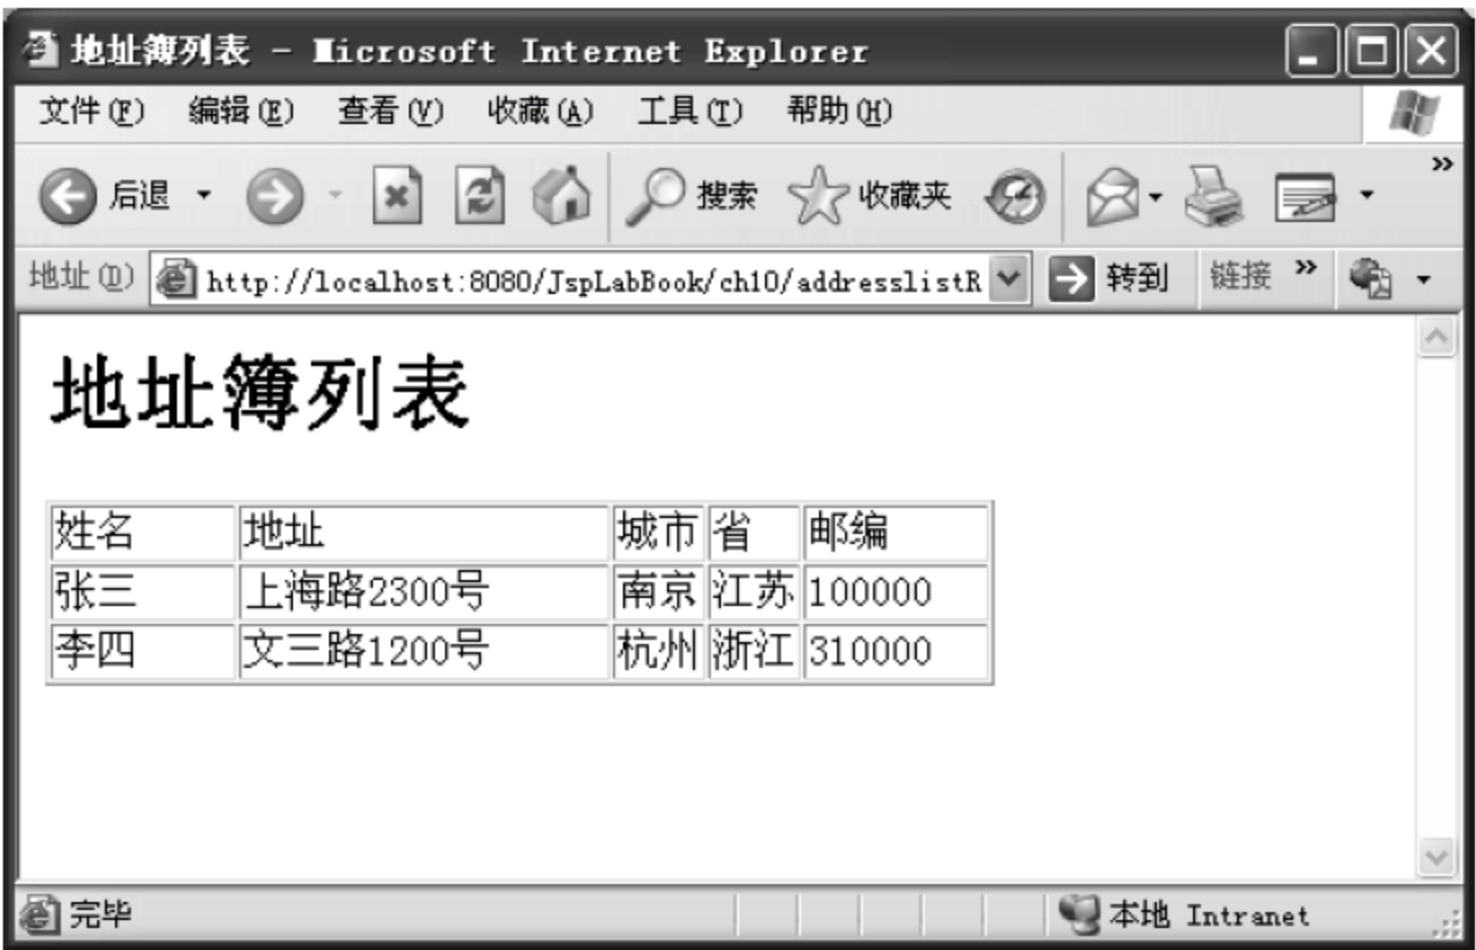 地址簿列表 - Microsoft Internet Explorer
文件(F) 编辑(E) 查看(V) 收藏(A) 工具(T) 帮助(H)
后退 搜索 收藏夹 »
地址(D) http://localhost:8080/JspLabBook/ch10/addresslistR 转到 链接 »
地址簿列表
姓名 地址 城市 省 邮编
张三 上海路2300号 南京 江苏 100000
李四 文三路1200号 杭州 浙江 310000
完毕 本地 Intranet